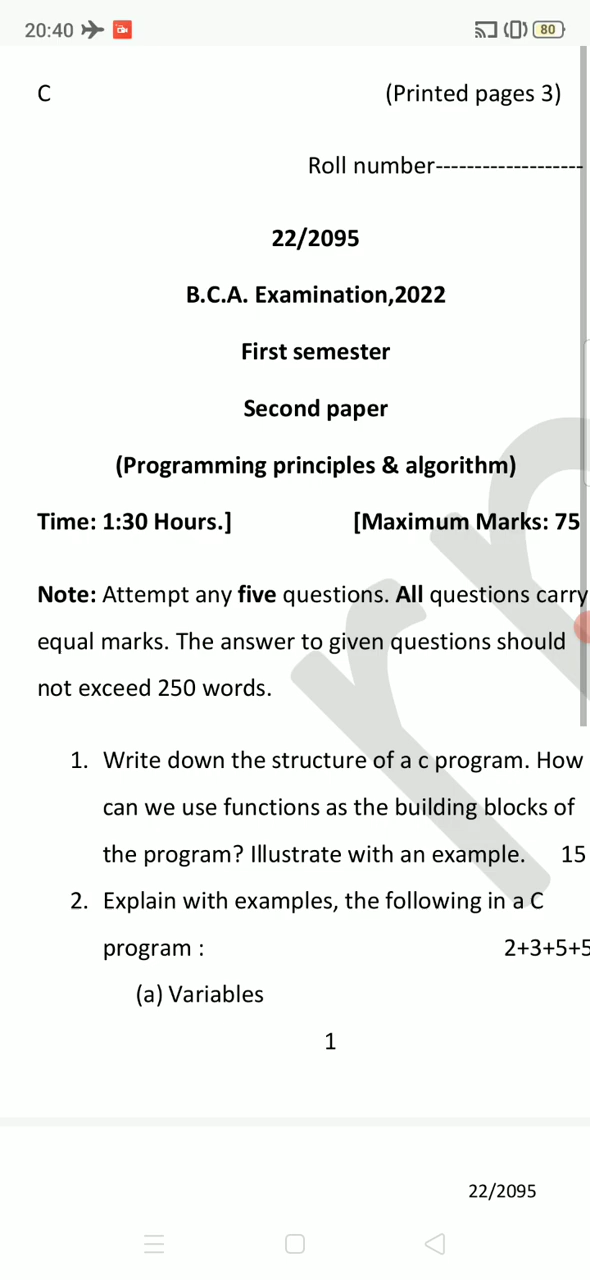 20:40
80
C (Printed pages 3)
Roll number-------------------
22/2095
B.C.A. Examination,2022
First semester
Second paper
(Programming principles & algorithm)
Time: 1:30 Hours.] [Maximum Marks: 75
Note: Attempt any five questions. All questions carry
equal marks. The answer to given questions should
not exceed 250 words.
1. Write down the structure of a c program. How
can we use functions as the building blocks of
the program? Illustrate with an example. 15
2. Explain with examples, the following in a C
program : 2+3+5+5
(a) Variables
1
22/2095